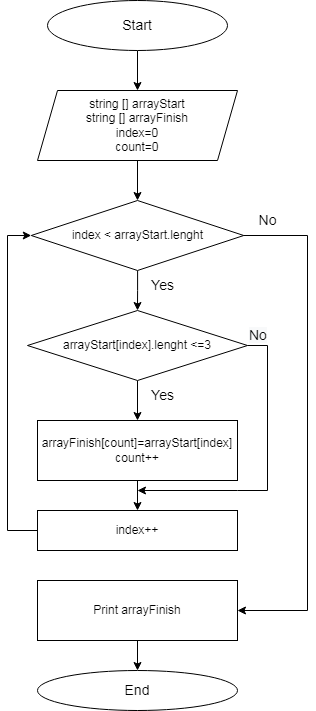 Start
string [] arrayStart
string [] arrayFinish
index=0
count=0
index < arrayStart.lenght
No
Yes
arrayStart[index].lenght <=3
No
Yes
arrayFinish[count]=arrayStart[index]
count++
index++
Print arrayFinish
End